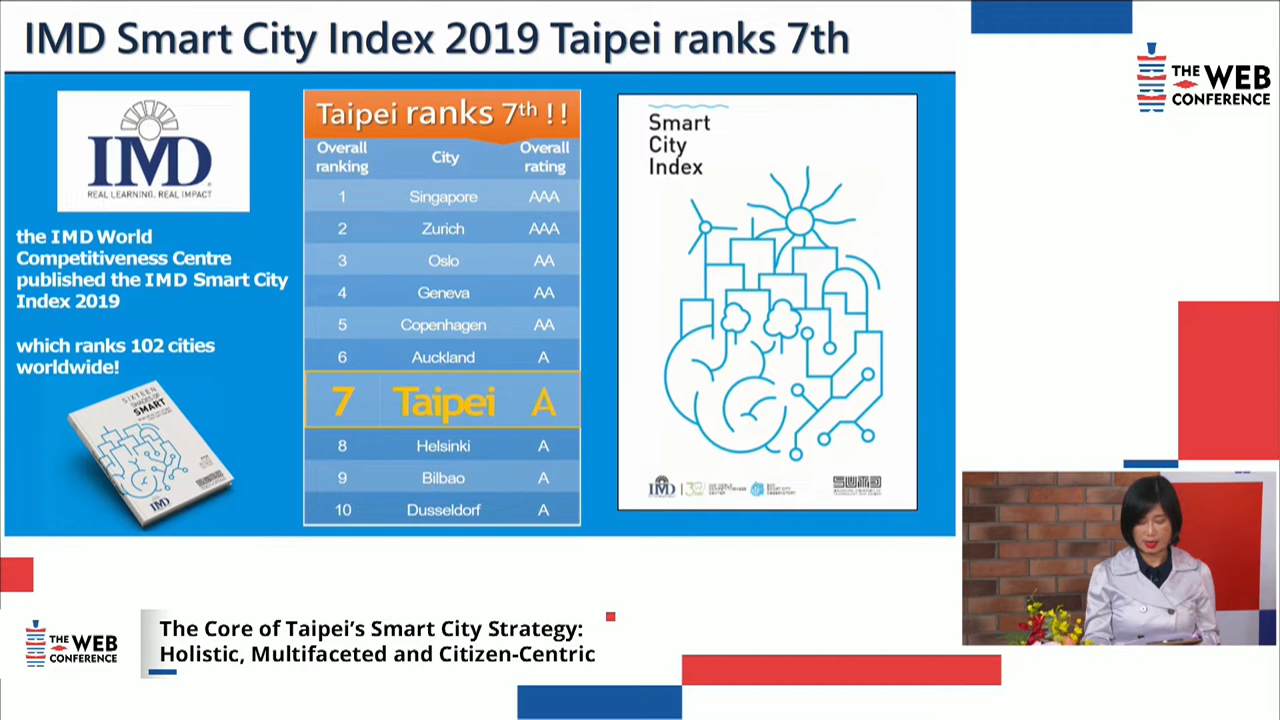 IMD Smart City Index 2019 Taipei ranks 7th
THE WEB
CONFERENCE
IMD
REAL LEARNING. REAL IMPACT
the IMD World
Competitiveness Centre
published the IMD Smart City
Index 2019
which ranks 102 cities
worldwide!
SIXTEEN
SHADES OF
SMART
IMD
Taipei ranks 7th !!
Overall ranking City Overall rating
1 Singapore AAA
2 Zurich AAA
3 Oslo AA
4 Geneva AA
5 Copenhagen AA
6 Auckland A
7 Taipei A
8 Helsinki A
9 Bilbao A
10 Dusseldorf A
Smart
City
Index
IMD
THE WEB
CONFERENCE
The Core of Taipei’s Smart City Strategy:
Holistic, Multifaceted and Citizen-Centric